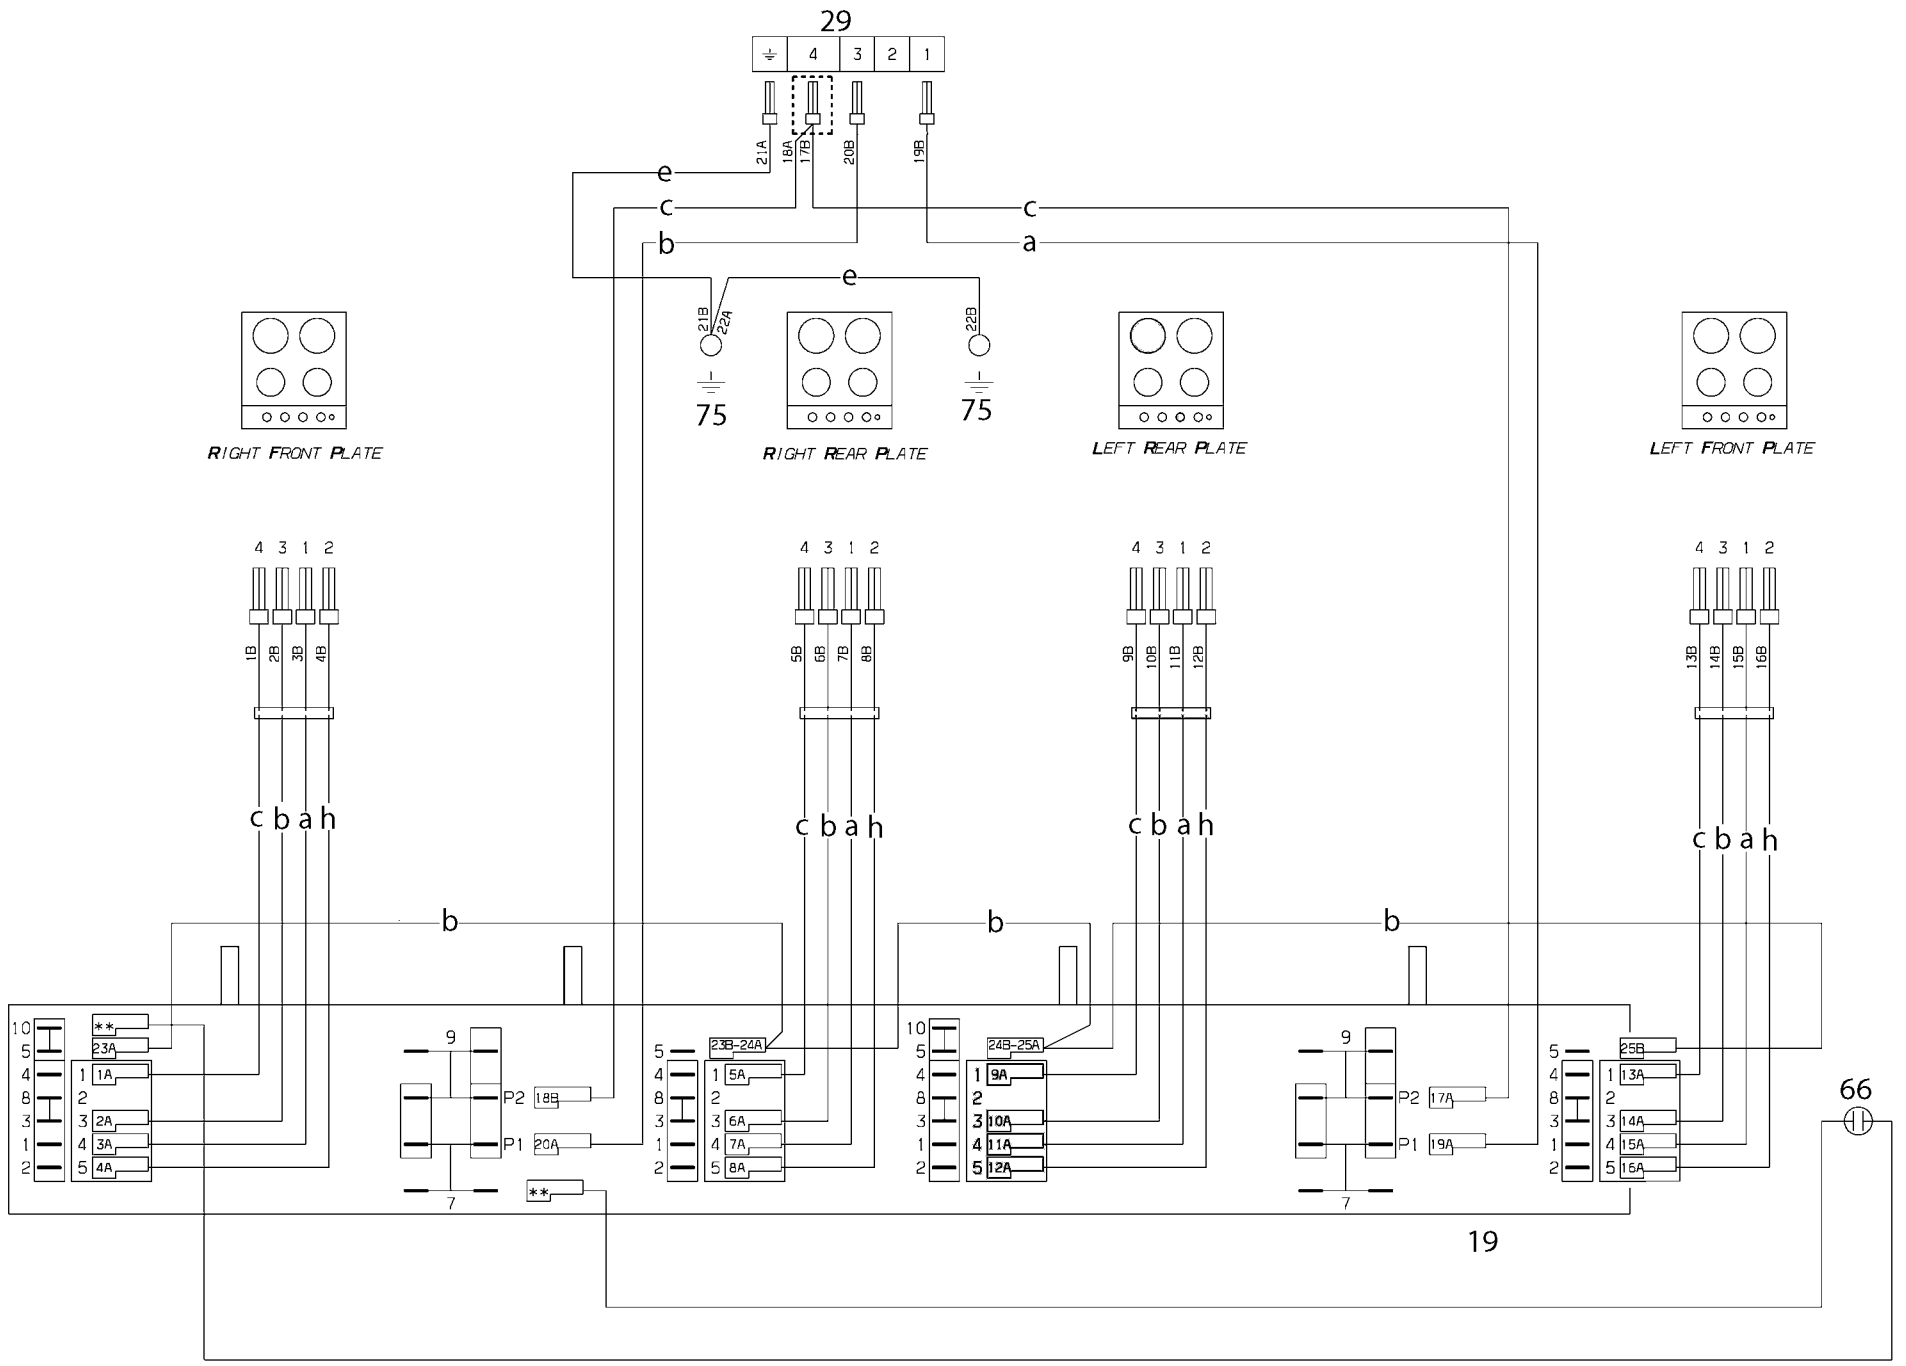 29
4 3 2 1
21A 18A 17B 20B 19B
e
c c
b a
e
21B 22A 22B
75 75
RIGHT FRONT PLATE
RIGHT REAR PLATE
LEFT REAR PLATE
LEFT FRONT PLATE
4 3 1 2
4 3 1 2
4 3 1 2
4 3 1 2
1B 2B 3B 4B
5B 6B 7B 8B
9B 10B 11B 12B
13B 14B 15B 16B
c b a h
c b a h
c b a h
c b a h
b b b
10 **
5 23A
4 1 1A
8 2
3 3 2A
1 4 3A
2 5 4A
9
P2 18B
P1 20A
7 **
5 23B-24A
4 1 5A
8 2
3 3 6A
1 4 7A
2 5 8A
10
5 24B-25A
4 1 9A
8 2
3 3 10A
1 4 11A
2 5 12A
9
P2 17A
P1 19A
7
5 25B
4 1 13A
8 2
3 3 14A
1 4 15A
2 5 16A
66
19